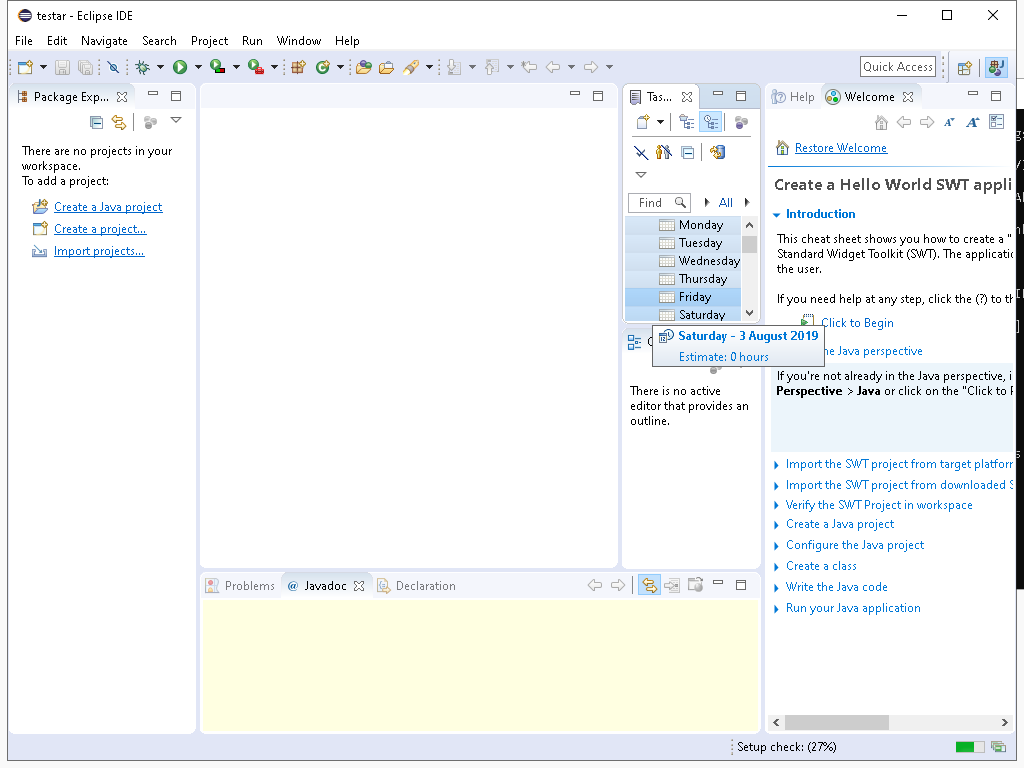 testar - Eclipse IDE
File Edit Navigate Search Project Run Window Help
Quick Access
Package Exp...
There are no projects in your
workspace.
To add a project:
Create a Java project
Create a project...
Import projects...
Tas...
Find
All
Monday
Tuesday
Wednesday
Thursday
Friday
Saturday
Saturday - 3 August 2019
Estimate: 0 hours
There is no active
editor that provides an
outline.
Help Welcome
Restore Welcome
Create a Hello World SWT appli
Introduction
This cheat sheet shows you how to create a "
Standard Widget Toolkit (SWT). The applicatio
the user.
If you need help at any step, click the (?) to th
Click to Begin
he Java perspective
If you're not already in the Java perspective, i
Perspective > Java or click on the "Click to P
Import the SWT project from target platforr
Import the SWT project from downloaded S
Verify the SWT Project in workspace
Create a Java project
Configure the Java project
Create a class
Write the Java code
Run your Java application
Problems @ Javadoc Declaration
Setup check: (27%)